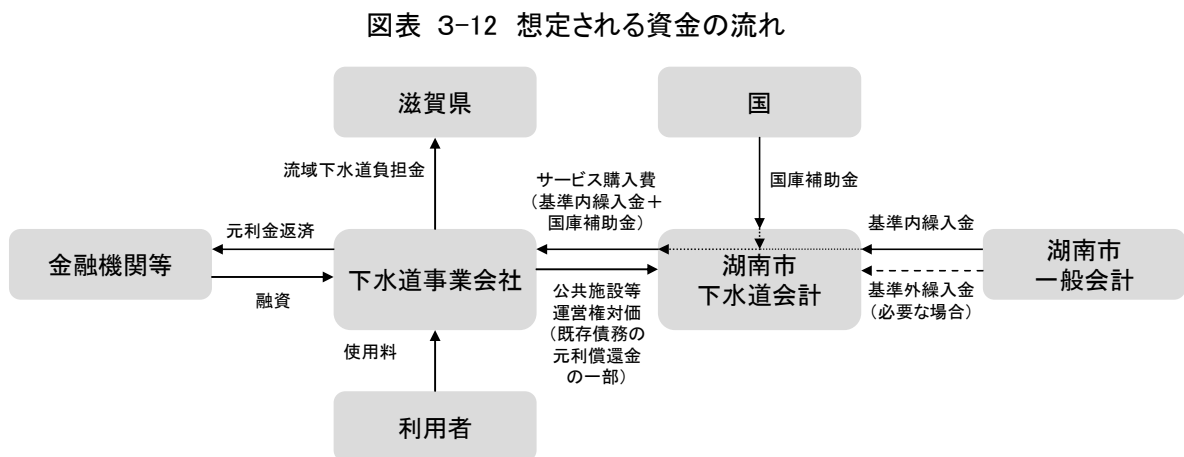 図表 3-12 想定される資金の流れ
滋賀県
国
流域下水道負担金
サービス購入費
（基準内繰入金＋
国庫補助金）
国庫補助金
元利金返済
基準内繰入金
金融機関等
下水道事業会社
湖南市
下水道会計
湖南市
一般会計
融資
公共施設等
運営権対価
（既存債務の
元利償還金
の一部）
基準外繰入金
（必要な場合）
使用料
利用者